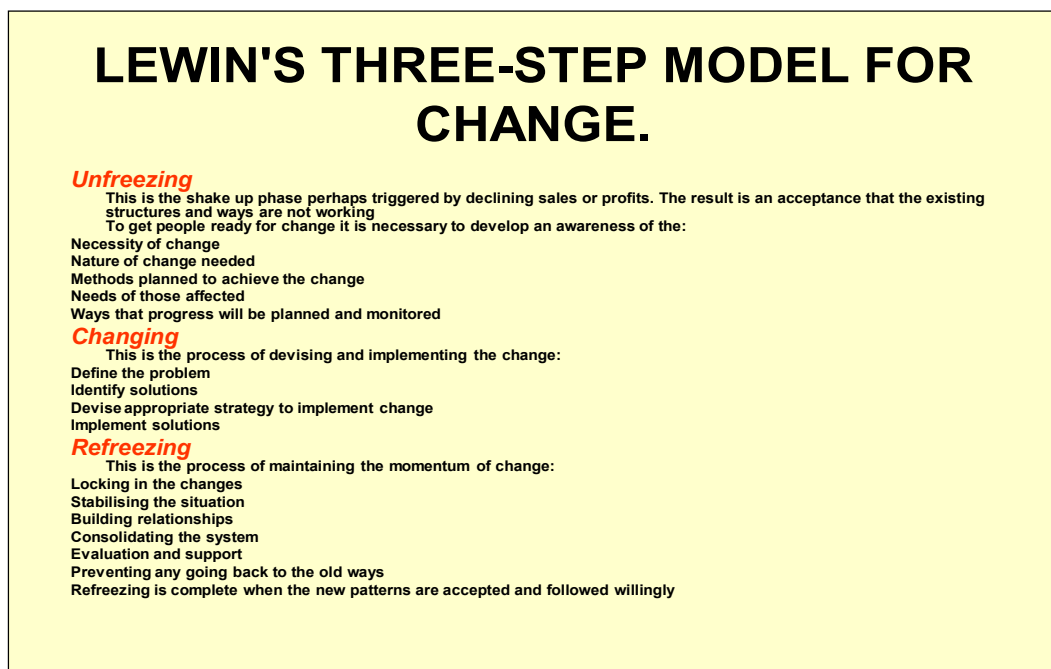 LEWIN'S THREE-STEP MODEL FOR
CHANGE.
Unfreezing
This is the shake up phase perhaps triggered by declining sales or profits. The result is an acceptance that the existing
structures and ways are not working
To get people ready for change it is necessary to develop an awareness of the:
Necessity of change
Nature of change needed
Methods planned to achieve the change
Needs of those affected
Ways that progress will be planned and monitored
Changing
This is the process of devising and implementing the change:
Define the problem
Identify solutions
Devise appropriate strategy to implement change
Implement solutions
Refreezing
This is the process of maintaining the momentum of change:
Locking in the changes
Stabilising the situation
Building relationships
Consolidating the system
Evaluation and support
Preventing any going back to the old ways
Refreezing is complete when the new patterns are accepted and followed willingly